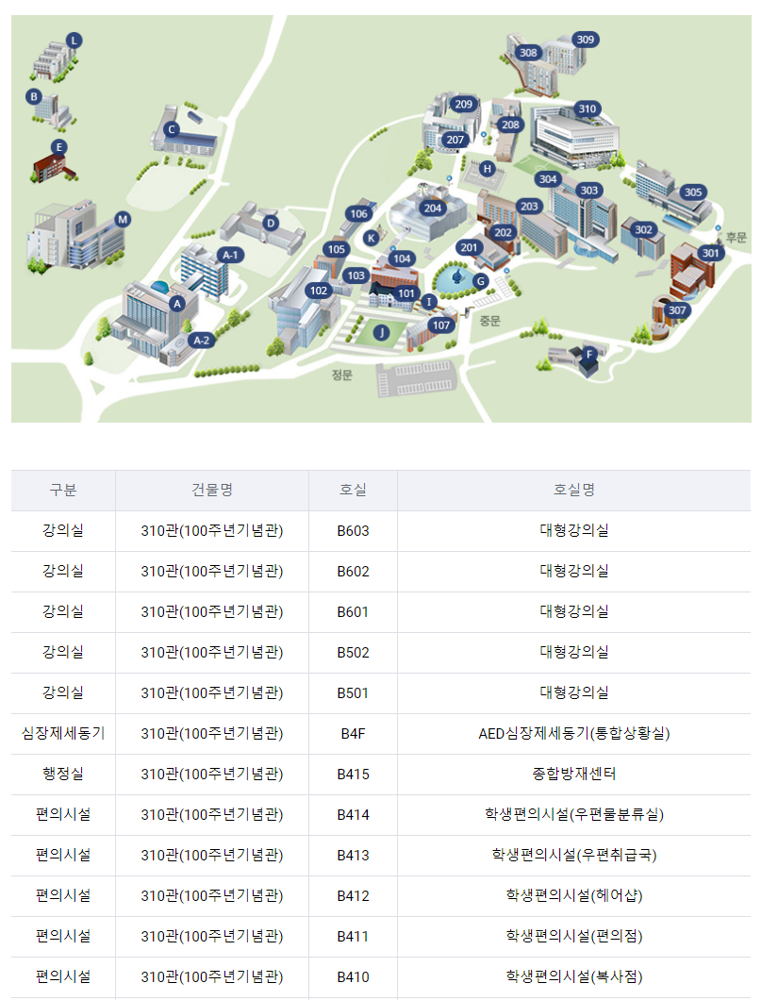 L
309
308
B
310
209
C
208
207
E
H
304
303
305
106
204
203
M
D
302
202
K
후문
105
201
A-1
104
301
103
G
102
101
I
A
307
중문
107
J
A-2
F
정문
구분 건물명 호실 호실명
강의실 310관(100주년기념관) B603 대형강의실
강의실 310관(100주년기념관) B602 대형강의실
강의실 310관(100주년기념관) B601 대형강의실
강의실 310관(100주년기념관) B502 대형강의실
강의실 310관(100주년기념관) B501 대형강의실
심장제세동기 310관(100주년기념관) B4F AED심장제세동기(통합상황실)
행정실 310관(100주년기념관) B415 종합방재센터
편의시설 310관(100주년기념관) B414 학생편의시설(우편물분류실)
편의시설 310관(100주년기념관) B413 학생편의시설(우편취급국)
편의시설 310관(100주년기념관) B412 학생편의시설(헤어샵)
편의시설 310관(100주년기념관) B411 학생편의시설(편의점)
편의시설 310관(100주년기념관) B410 학생편의시설(복사점)